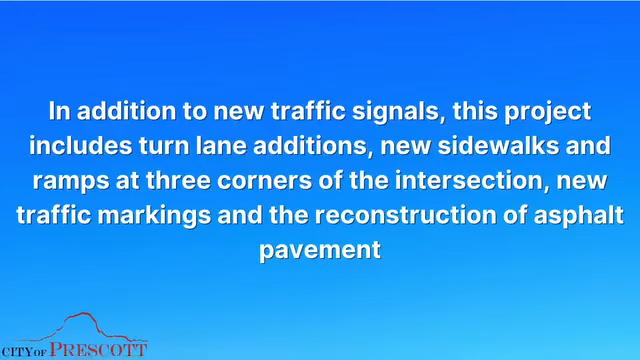 In addition to new traffic signals, this project
includes turn lane additions, new sidewalks and
ramps at three corners of the intersection, new
traffic markings and the reconstruction of asphalt
pavement
CITY OF PRESCOTT